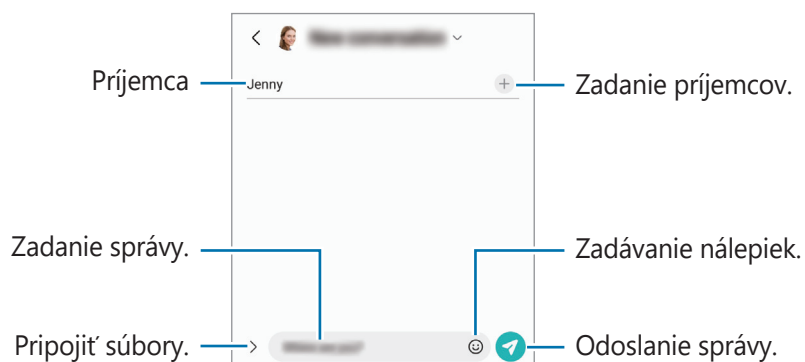 Príjemca
Jenny
Zadanie príjemcov.
Zadanie správy.
Zadávanie nálepiek.
Pripojiť súbory.
Odoslanie správy.